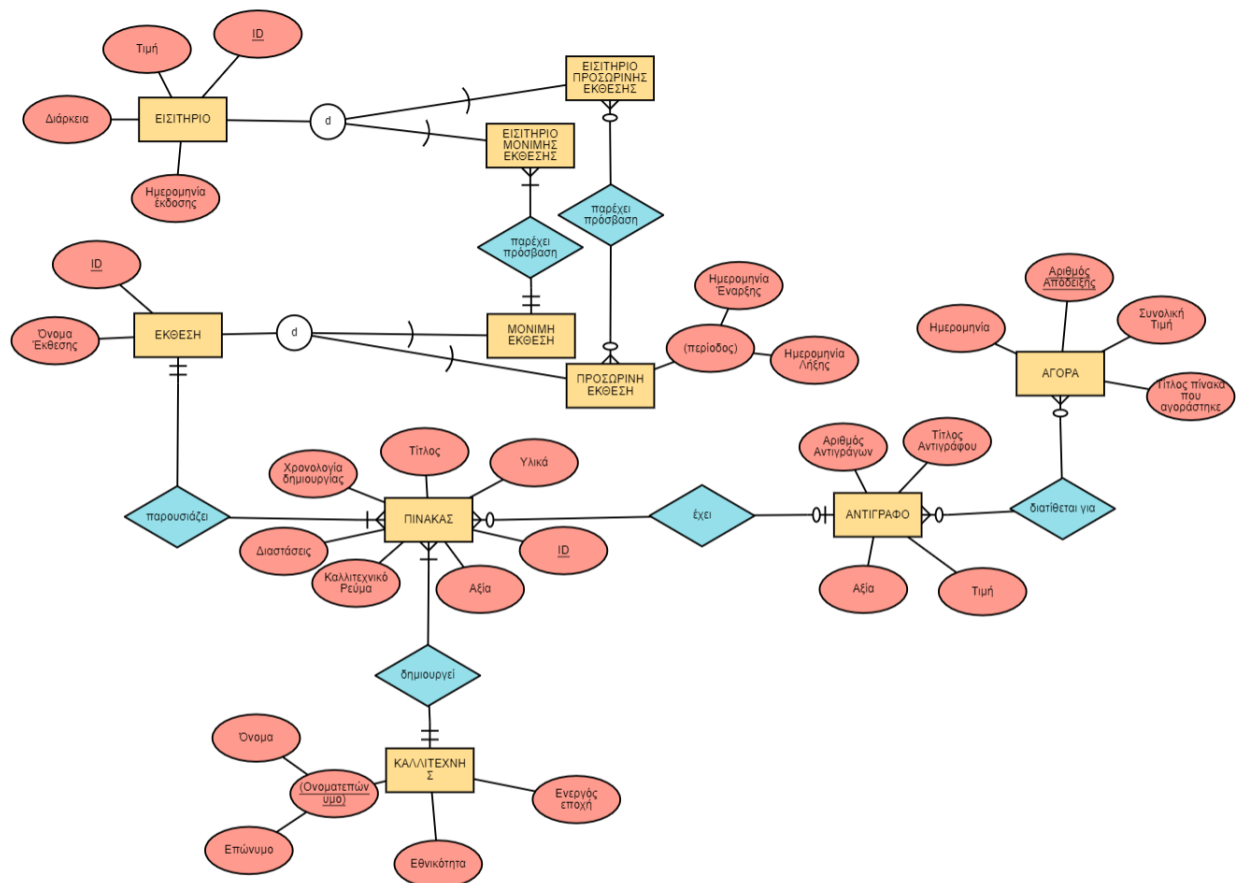 ID
Τιμή
ΕΙΣΙΤΗΡΙΟ
ΠΡΟΣΩΡΙΝΗΣ
ΕΚΘΕΣΗΣ
Διάρκεια
ΕΙΣΙΤΗΡΙΟ
d
ΕΙΣΙΤΗΡΙΟ
ΜΟΝΙΜΗΣ
ΕΚΘΕΣΗΣ
Ημερομηνία
έκδοσης
παρέχει
πρόσβαση
παρέχει
πρόσβαση
ID
Ημερομηνία
Έναρξης
Αριθμός
Απόδειξης
Όνομα
Έκθεσης
ΕΚΘΕΣΗ
d
ΜΟΝΙΜΗ
ΕΚΘΕΣΗ
(περίοδος)
Ημερομηνία
Λήξης
Ημερομηνία
Συνολική
Τιμή
ΠΡΟΣΩΡΙΝΗ
ΕΚΘΕΣΗ
ΑΓΟΡΑ
Τίτλος πίνακα
που
αγοράστηκε
Χρονολογία
δημιουργίας
Τίτλος
Υλικά
Αριθμός
Αντιγράφων
Τίτλος
Αντιγράφου
παρουσιάζει
ΠΙΝΑΚΑΣ
έχει
ΑΝΤΙΓΡΑΦΟ
διατίθεται για
Διαστάσεις
Καλλιτεχνικό
Ρεύμα
Αξία
ID
Αξία
Τιμή
δημιουργεί
Όνομα
ΚΑΛΛΙΤΕΧΝΗ
Σ
(Ονοματεπών
υμο)
Ενεργός
εποχή
Επώνυμο
Εθνικότητα